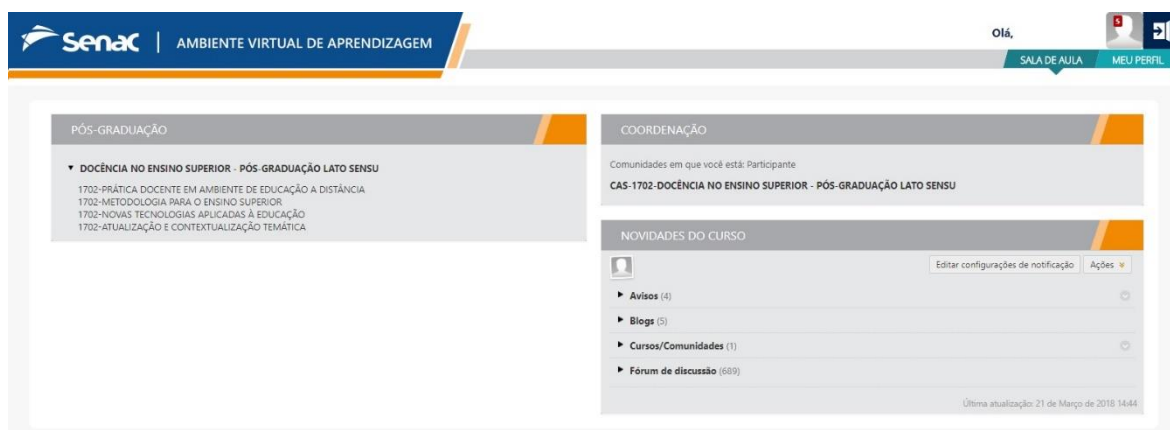 Senac | AMBIENTE VIRTUAL DE APRENDIZAGEM
Olá,
5
SALA DE AULA
MEU PERFIL
PÓS-GRADUAÇÃO
▼ DOCÊNCIA NO ENSINO SUPERIOR - PÓS-GRADUAÇÃO LATO SENSU
1702-PRÁTICA DOCENTE EM AMBIENTE DE EDUCAÇÃO A DISTÂNCIA
1702-METODOLOGIA PARA O ENSINO SUPERIOR
1702-NOVAS TECNOLOGIAS APLICADAS À EDUCAÇÃO
1702-ATUALIZAÇÃO E CONTEXTUALIZAÇÃO TEMÁTICA
COORDENAÇÃO
Comunidades em que você está: Participante
CAS-1702-DOCÊNCIA NO ENSINO SUPERIOR - PÓS-GRADUAÇÃO LATO SENSU
NOVIDADES DO CURSO
Editar configurações de notificação
Ações
Avisos (4)
Blogs (5)
Cursos/Comunidades (1)
Fórum de discussão (689)
Última atualização: 21 de Março de 2018 14:44